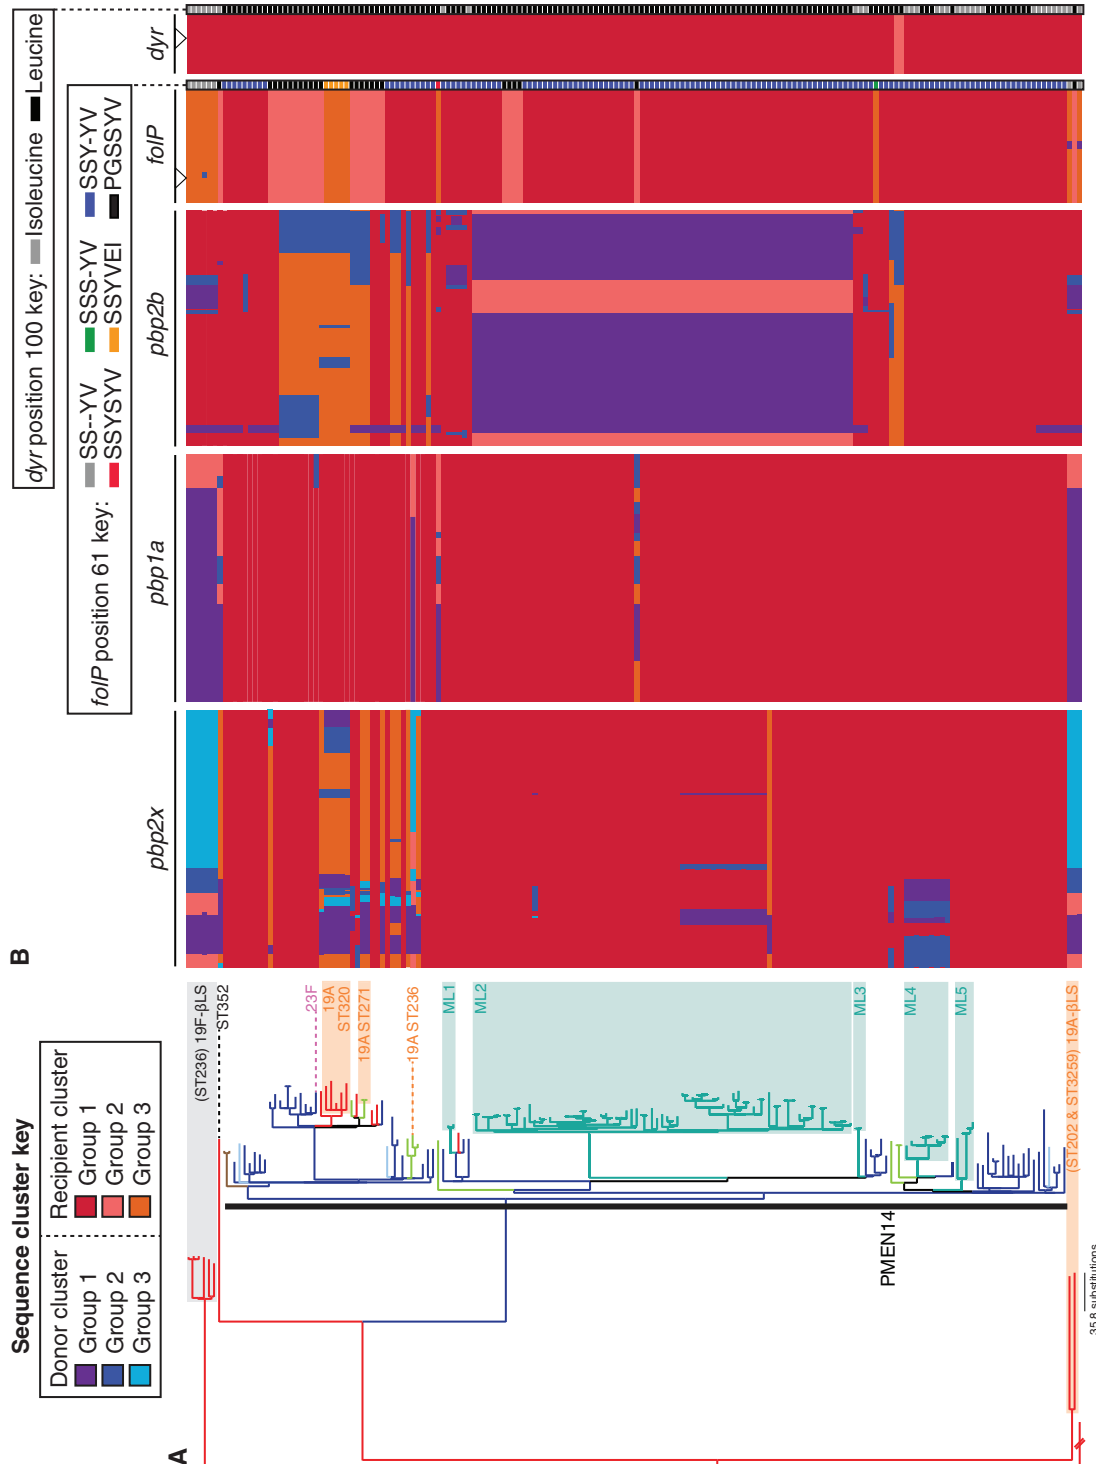 Sequence cluster key
Donor cluster
Group 1
Group 2
Group 3
Recipient cluster
Group 1
Group 2
Group 3
dyr position 100 key: Isoleucine Leucine
folP position 61 key: SS--YV SSS-YV SSY-YV
SSYSYV SSYVEI PGSSYV
A
B
pbp2x
pbp1a
pbp2b
folP
dyr
(ST236) 19F-βLS
ST352
23F
19A
ST320
19A ST271
19A ST236
ML1
ML2
ML3
ML4
ML5
(ST202 & ST3259) 19A-βLS
PMEN14
35.8 substitutions